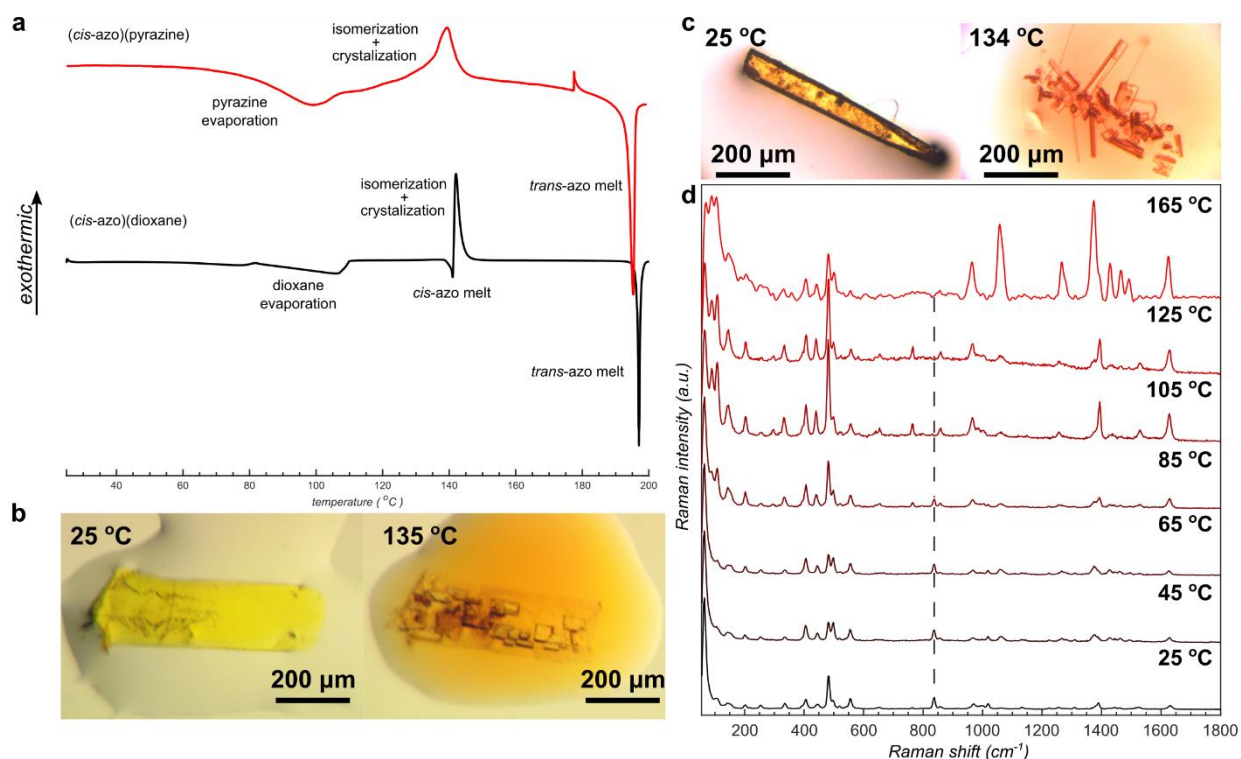 a
(cis-azo)(pyrazine)
isomerization
+
crystalization
pyrazine
evaporation
trans-azo melt
isomerization
+
crystalization
(cis-azo)(dioxane)
dioxane
evaporation
cis-azo melt
trans-azo melt
exothermic
40 60 80 100 120 140 160 180 200
temperature (°C)
b
25 °C
200 µm
135 °C
200 µm
c
25 °C
200 µm
134 °C
200 µm
d
165 °C
125 °C
105 °C
85 °C
65 °C
45 °C
25 °C
Raman intensity (a.u.)
200 400 600 800 1000 1200 1400 1600 1800
Raman shift (cm-1)